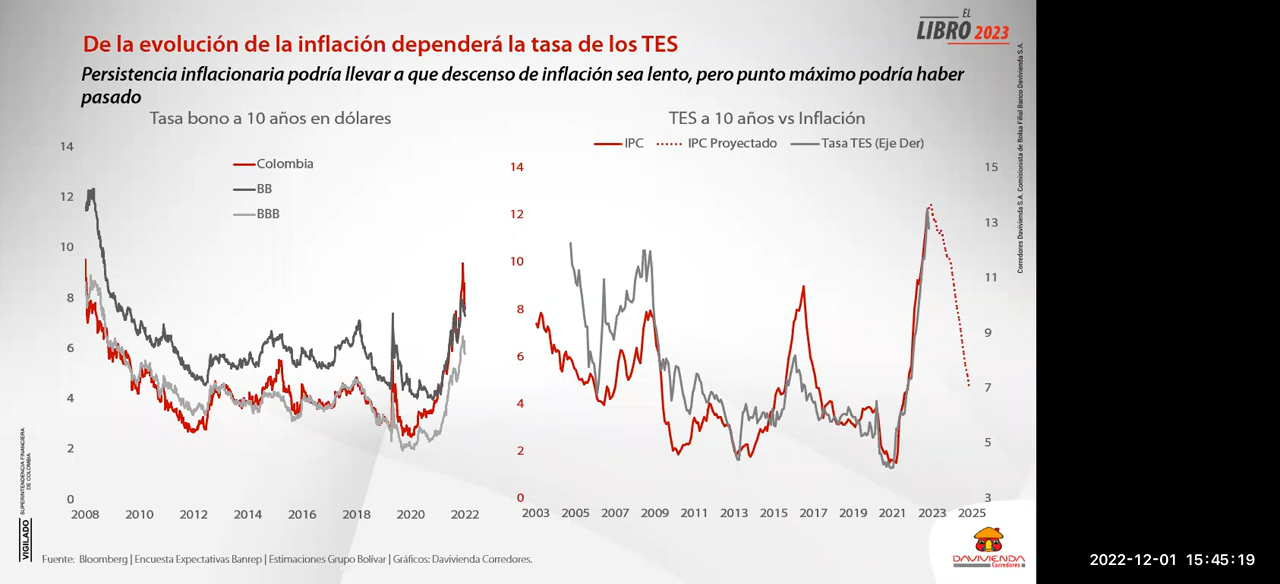 EL
LIBRO 2023
De la evolución de la inflación dependerá la tasa de los TES
Persistencia inflacionaria podría llevar a que descenso de inflación sea lento, pero punto máximo podría haber
pasado
Tasa bono a 10 años en dólares
Colombia
BB
BBB
14
12
10
8
6
4
2
0
2008 2010 2012 2014 2016 2018 2020 2022
TES a 10 años vs Inflación
IPC IPC Proyectado Tasa TES (Eje Der)
14
12
10
8
6
4
2
0
15
13
11
9
7
5
3
2003 2005 2007 2009 2011 2013 2015 2017 2019 2021 2023 2025
Corredores Davivienda S.A. Comisionista de Bolsa Filial Banco Davivienda S.A.
VIGILADO
SUPERINTENDENCIA FINANCIERA
DE COLOMBIA
Fuente: Bloomberg | Encuesta Expectativas Banrep | Estimaciones Grupo Bolívar | Gráficos: Davivienda Corredores.
DAVIVIENDA
Corredores
2022-12-01 15:45:19